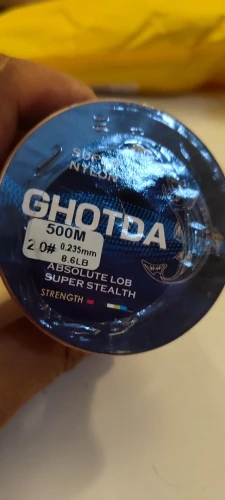 NYLON
GHOTDA
500M
2.0# 0.235mm
8.6LB
ABSOLUTE LOB
SUPER STEALTH
STRENGTH